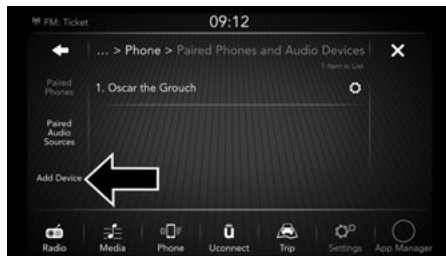 FM: Ticket
09:12
... > Phone > Paired Phones and Audio Devices
1 item in List
Paired
Phones
1. Oscar the Grouch
Paired
Audio
Sources
Add Device
Radio
Media
Phone
Uconnect
Trip
Settings
App Manager